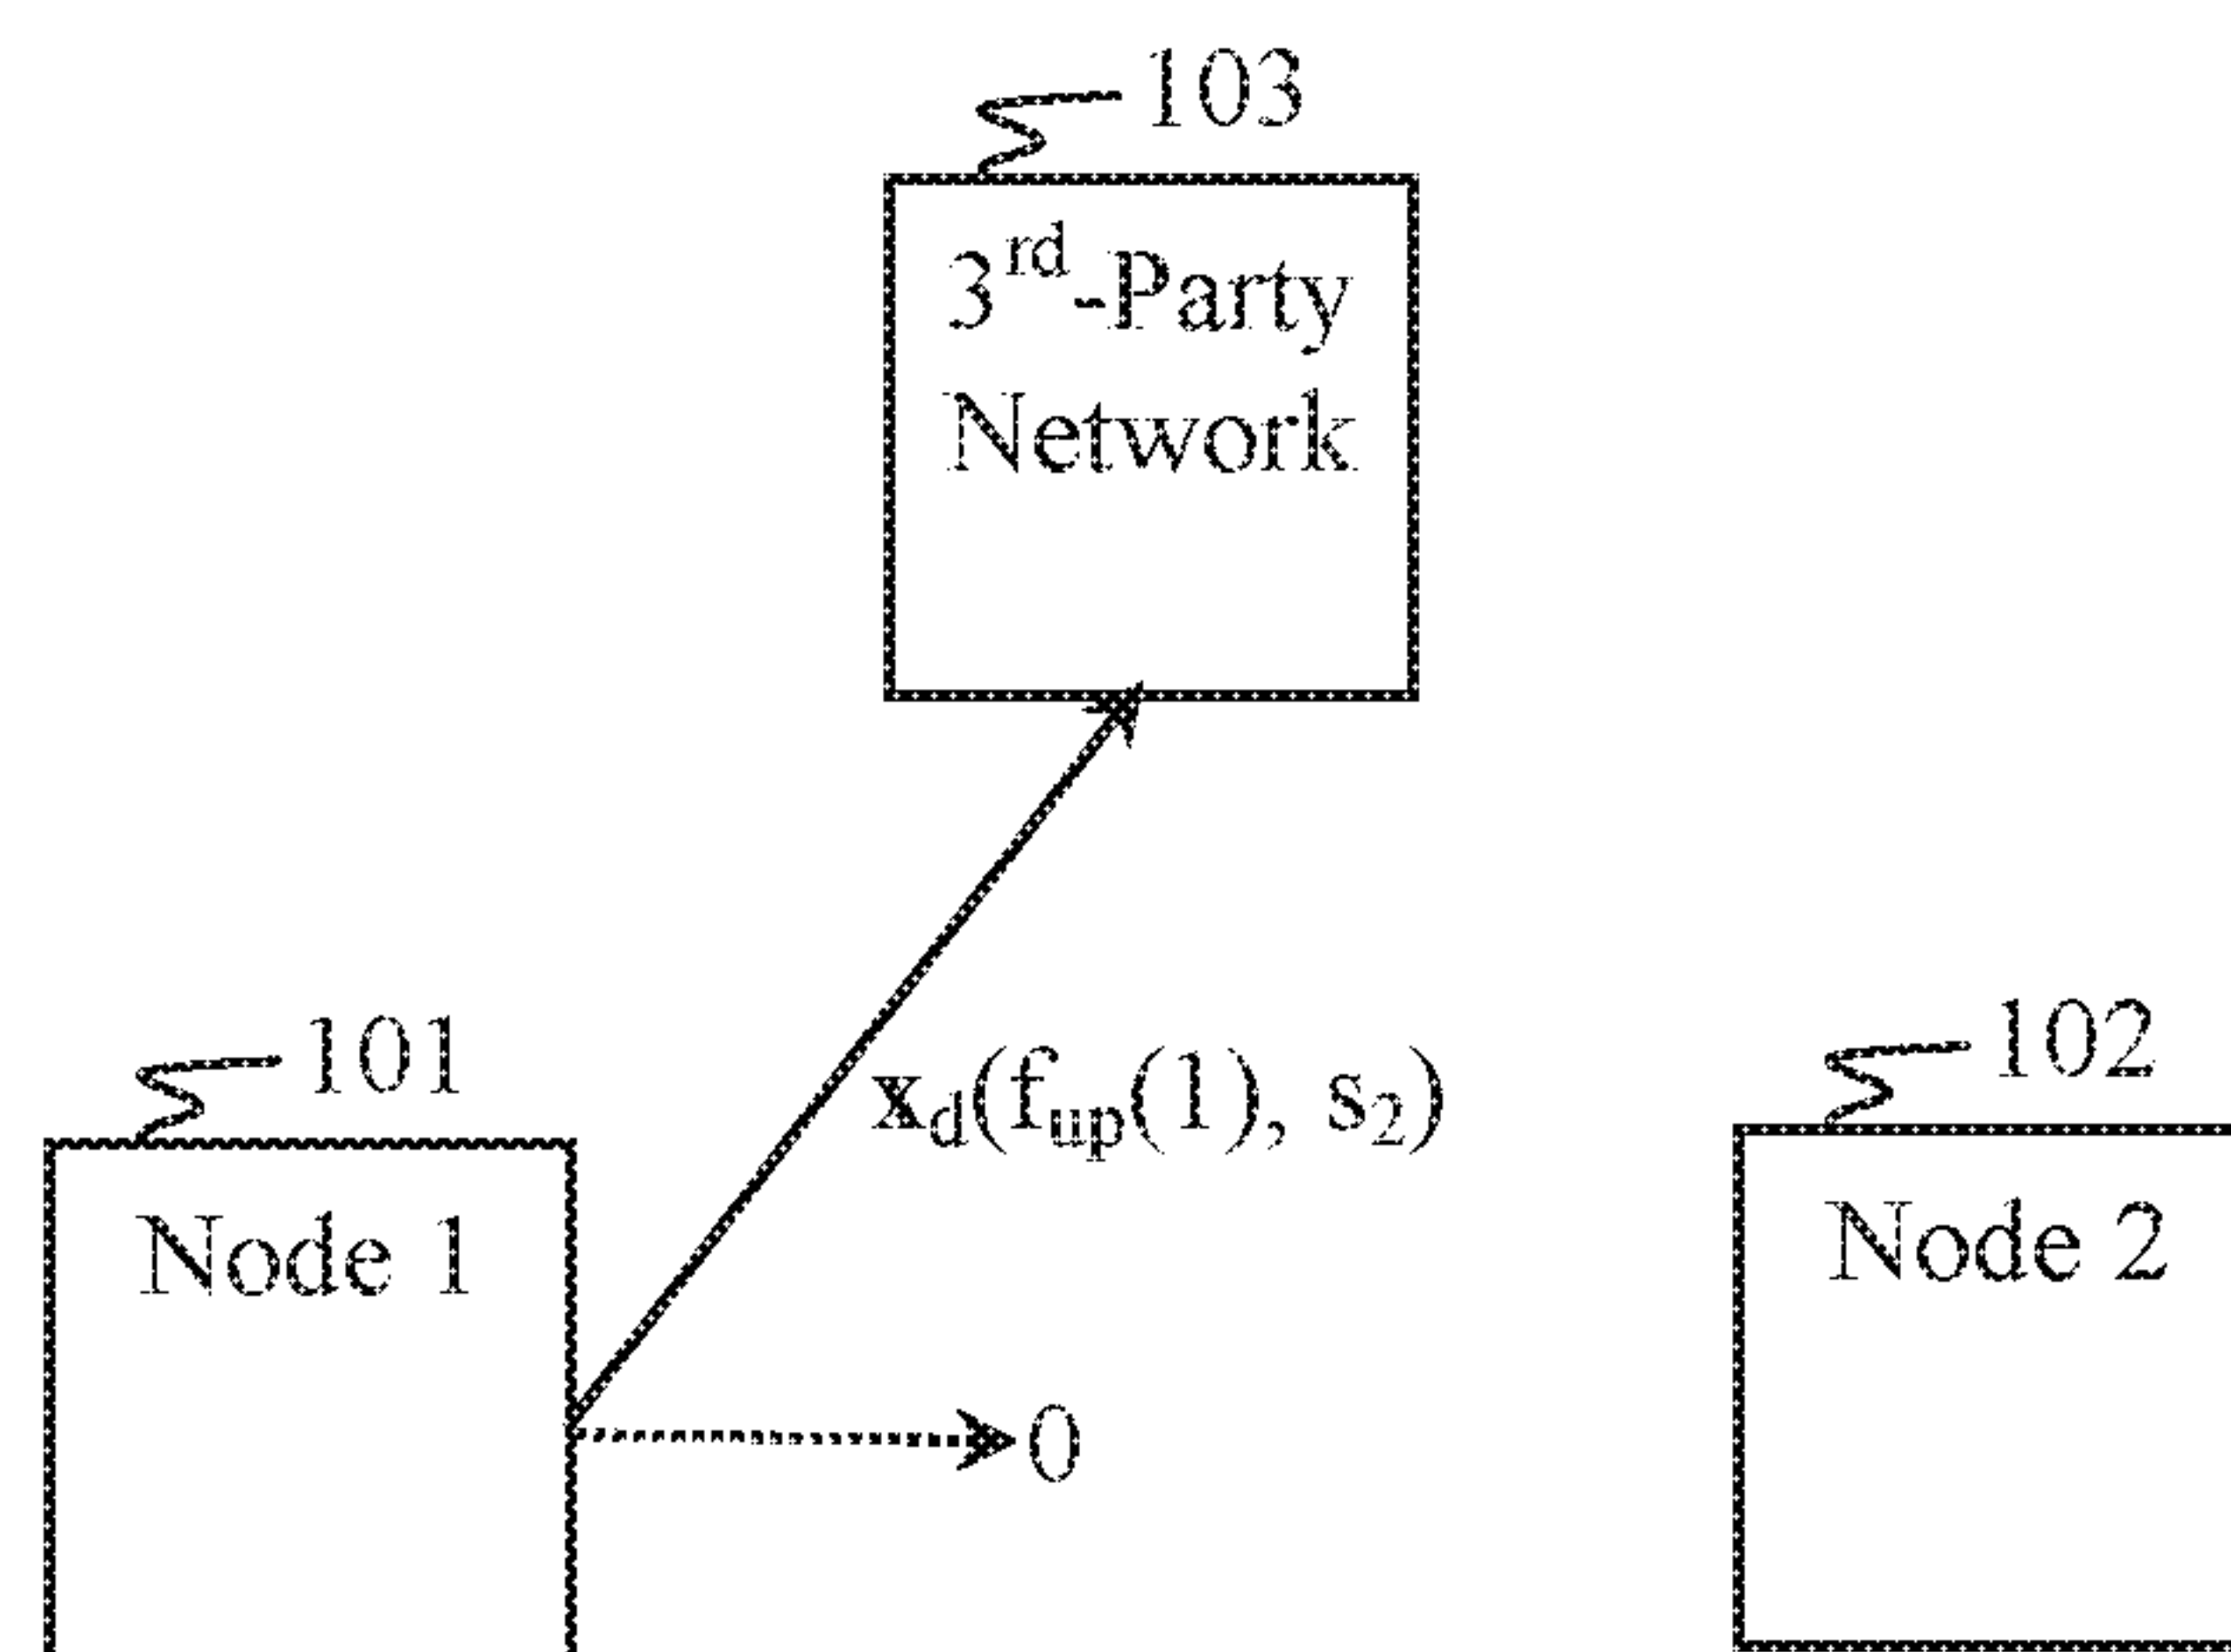 103
3rd-Party
Network
101
102
xd(fup(1), s2)
Node 1
Node 2
0